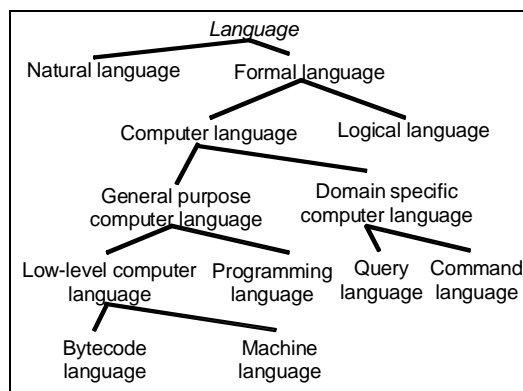 Language
Natural language Formal language
Computer language Logical language
General purpose
computer language
Domain specific
computer language
Low-level computer
language
Programming
language
Query
language
Command
language
Bytecode
language
Machine
language